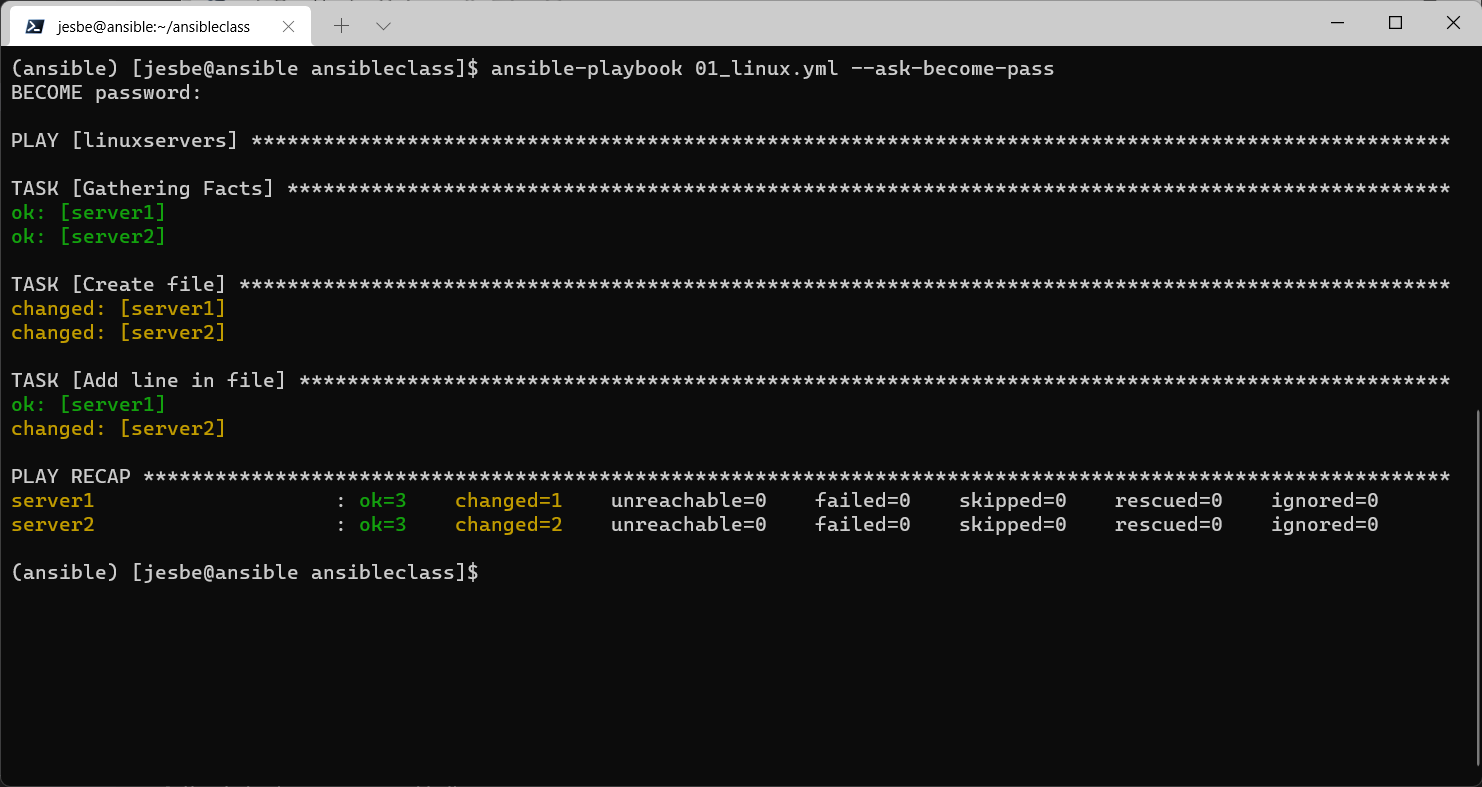 jesbe@ansible:~/ansibleclass
(ansible) [jesbe@ansible ansibleclass]$ ansible-playbook 01_linux.yml --ask-become-pass
BECOME password:
PLAY [linuxservers] ****************************************************************************************************
TASK [Gathering Facts] *************************************************************************************************
ok: [server1]
ok: [server2]
TASK [Create file] *****************************************************************************************************
changed: [server1]
changed: [server2]
TASK [Add line in file] ************************************************************************************************
ok: [server1]
changed: [server2]
PLAY RECAP *************************************************************************************************************
server1                    : ok=3    changed=1    unreachable=0    failed=0    skipped=0    rescued=0    ignored=0
server2                    : ok=3    changed=2    unreachable=0    failed=0    skipped=0    rescued=0    ignored=0
(ansible) [jesbe@ansible ansibleclass]$